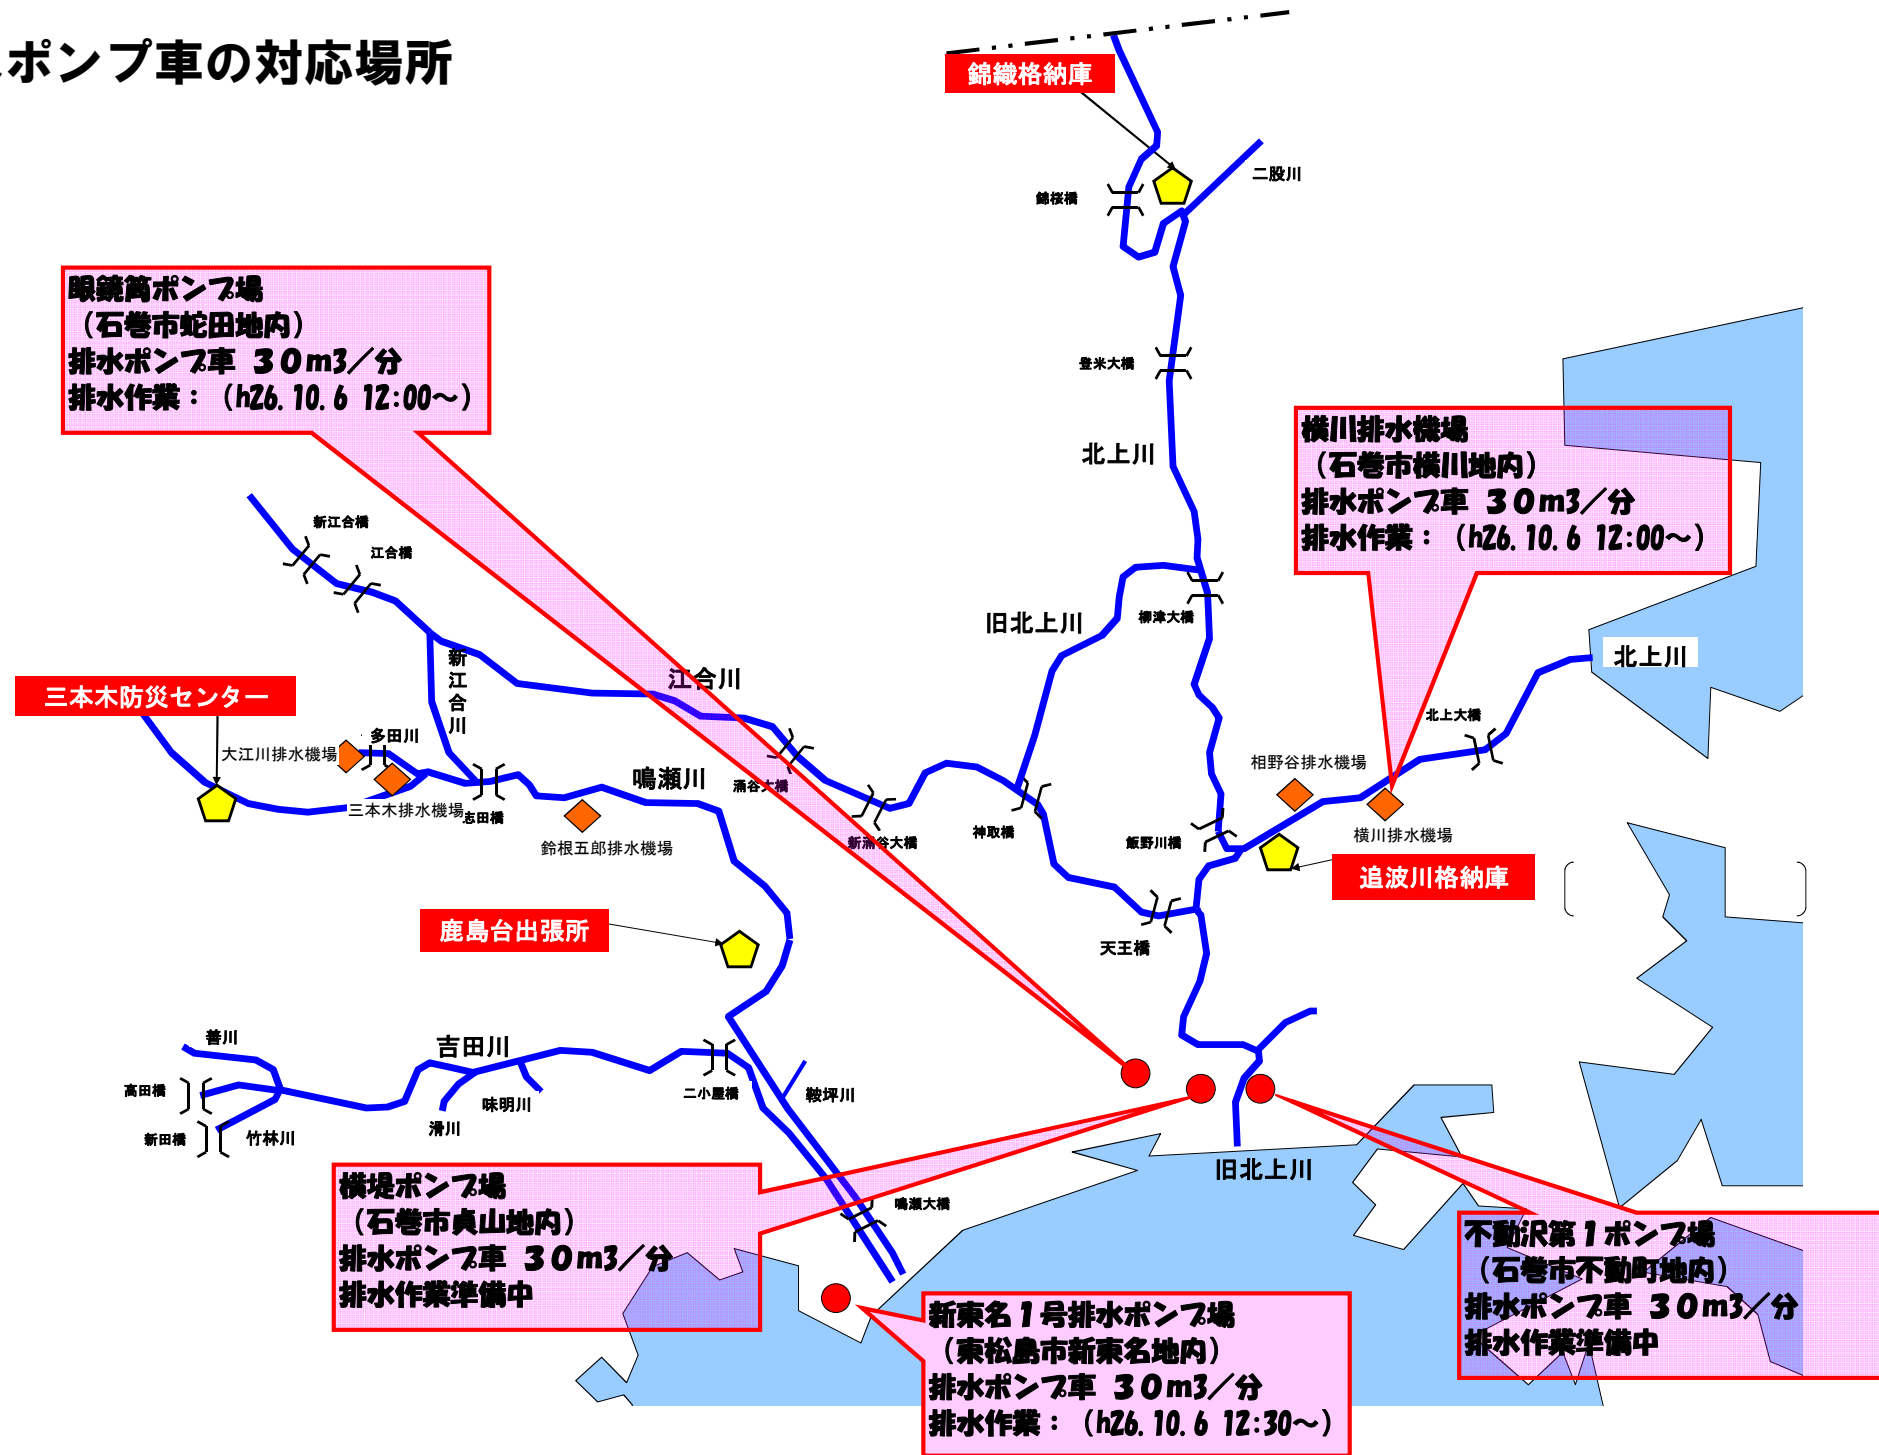 ポンプ車の対応場所
錦織格納庫
二股川
錦桜橋
眼鏡筒ポンプ場
（石巻市蛇田地内）
排水ポンプ車 ３０m3／分
排水作業：（h26.10.6 12:00～）
登米大橋
北上川
横川排水機場
（石巻市横川地内）
排水ポンプ車 ３０m3／分
排水作業：（h26.10.6 12:00～）
新江合橋
江合橋
旧北上川
柳津大橋
新江合川
江合川
北上川
三本木防災センター
大江川排水機場
多田川
北上大橋
相野谷排水機場
鳴瀬川
涌谷大橋
三本木排水機場
志田橋
鈴根五郎排水機場
新涌谷大橋
神取橋
飯野川橋
横川排水機場
追波川格納庫
鹿島台出張所
天王橋
善川
吉田川
高田橋
味明川
二小屋橋
鞍坪川
新田橋
竹林川
滑川
旧北上川
横堤ポンプ場
（石巻市貞山地内）
排水ポンプ車 ３０m3／分
排水作業準備中
鳴瀬大橋
不動沢第１ポンプ場
（石巻市不動町地内）
排水ポンプ車 ３０m3／分
排水作業準備中
新東名１号排水ポンプ場
（東松島市新東名地内）
排水ポンプ車 ３０m3／分
排水作業：（h26.10.6 12:30～）